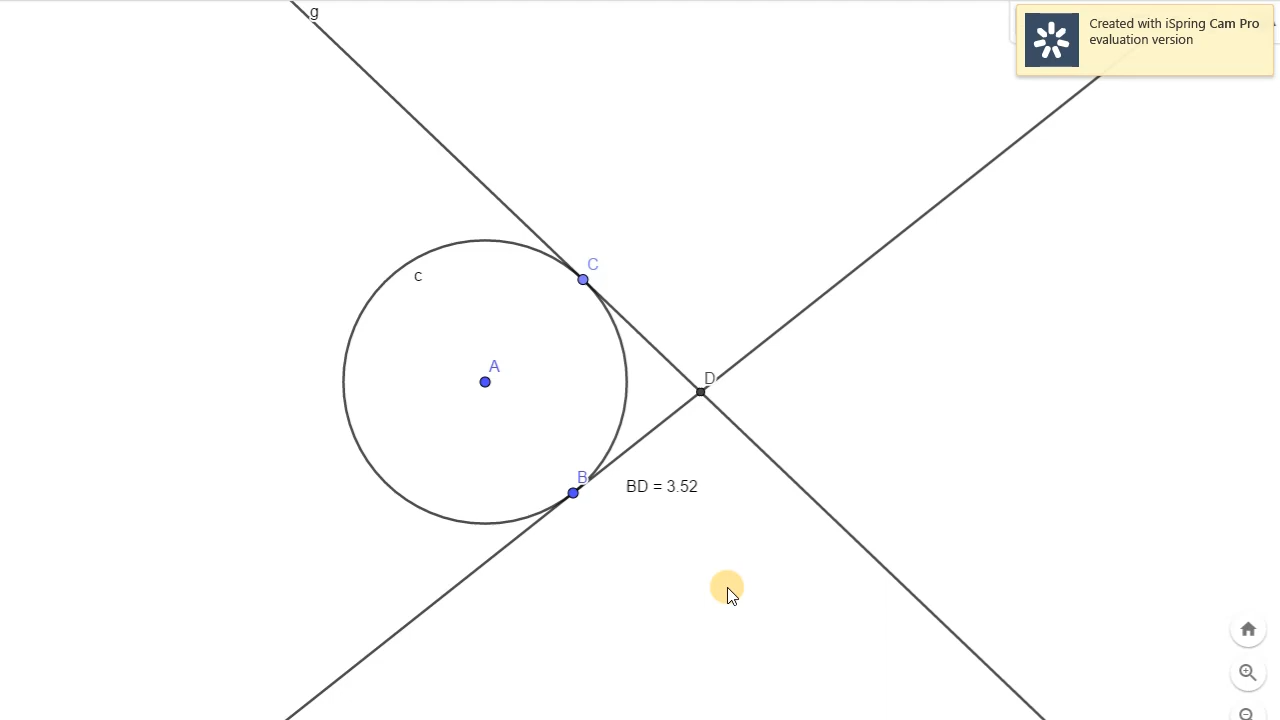 g
Created with iSpring Cam Pro
evaluation version
C
c
A
D
B
BD = 3.52